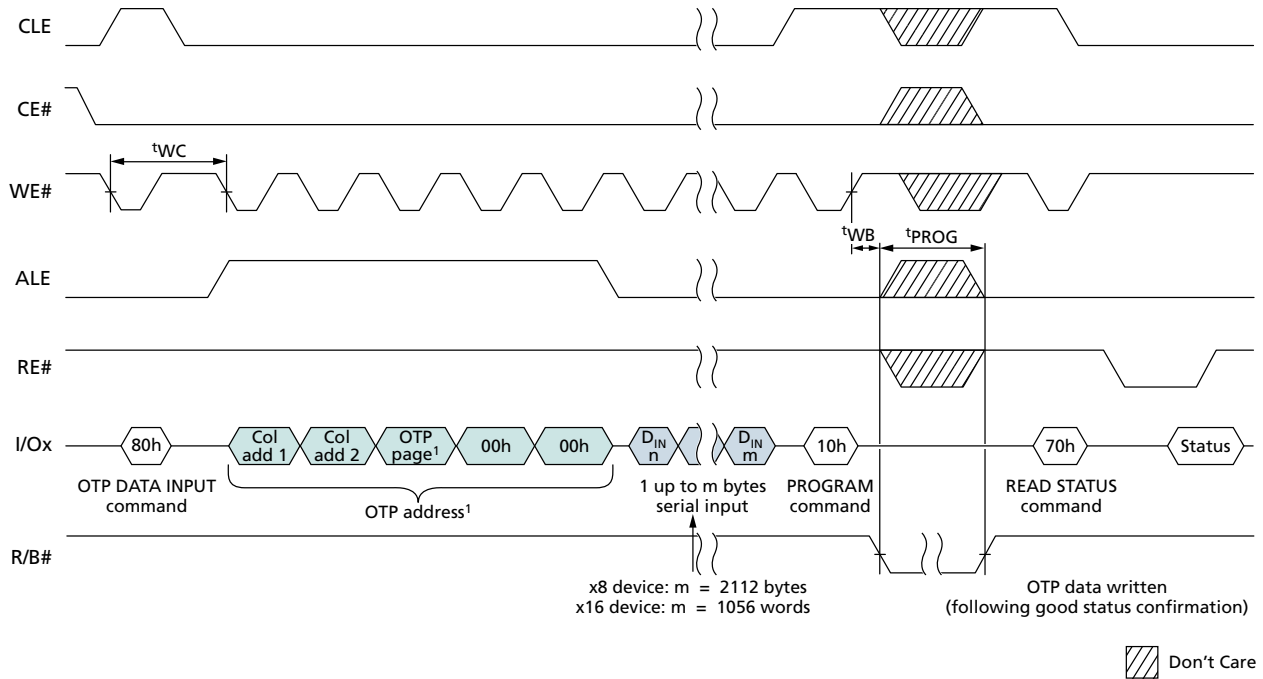 CLE
CE#
tWC
WE#
tWB
tPROG
ALE
RE#
I/Ox
80h
Col
add 1
Col
add 2
OTP
page1
00h
00h
DIN
n
DIN
m
10h
70h
Status
OTP DATA INPUT
command
OTP address1
1 up to m bytes
serial input
PROGRAM
command
READ STATUS
command
R/B#
x8 device: m = 2112 bytes
x16 device: m = 1056 words
OTP data written
(following good status confirmation)
Don't Care